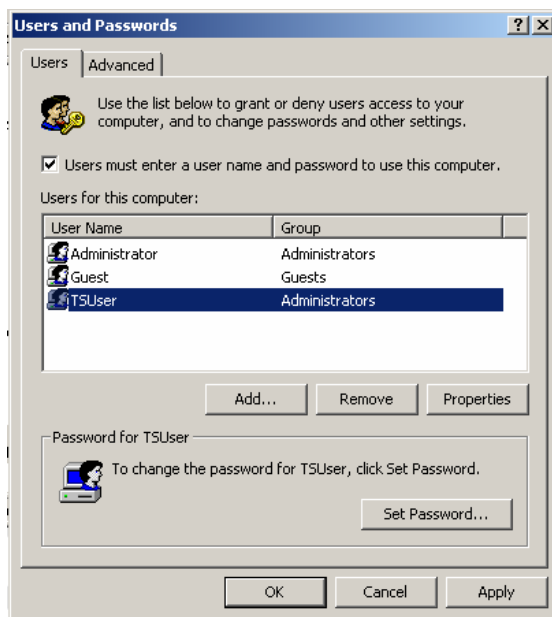 Users and Passwords
Users
Advanced
Use the list below to grant or deny users access to your
computer, and to change passwords and other settings.
Users must enter a user name and password to use this computer.
Users for this computer:
User Name Group
Administrator Administrators
Guest Guests
TSUser Administrators
Add... Remove Properties
Password for TSUser
To change the password for TSUser, click Set Password.
Set Password...
OK Cancel Apply